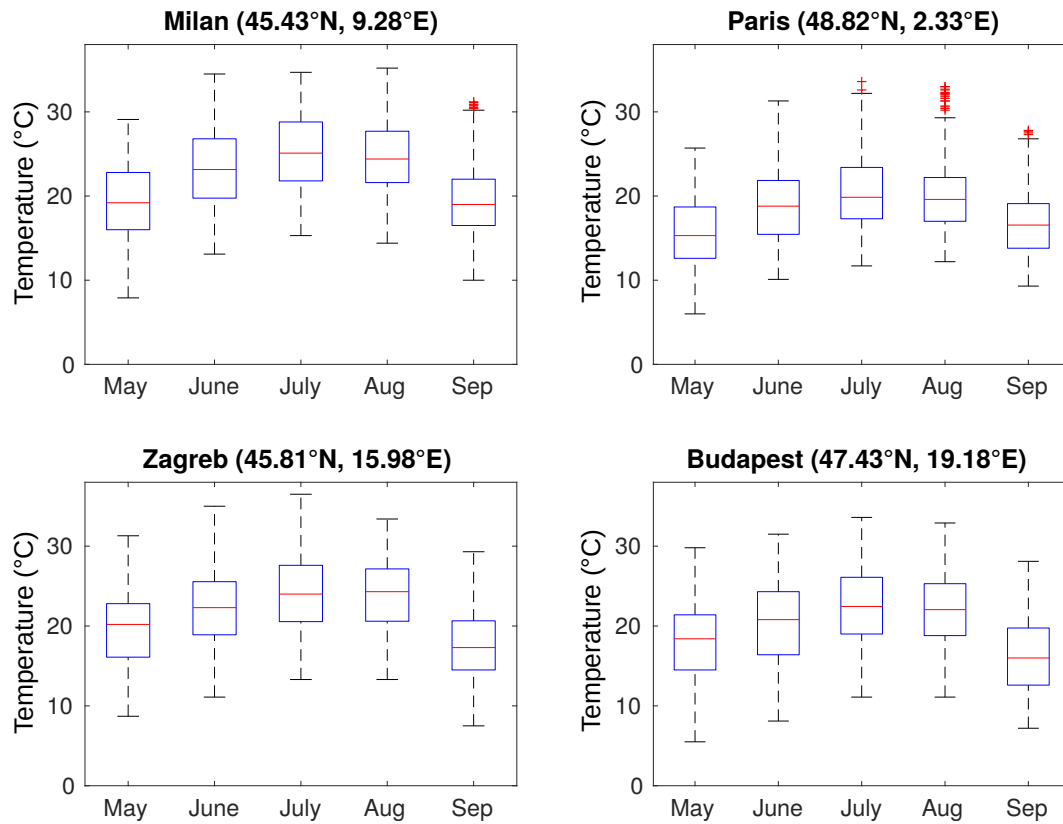 Milan (45.43°N, 9.28°E)
Temperature (°C)
30
20
10
0
May June July Aug Sep
Paris (48.82°N, 2.33°E)
Temperature (°C)
30
20
10
0
May June July Aug Sep
Zagreb (45.81°N, 15.98°E)
Temperature (°C)
30
20
10
0
May June July Aug Sep
Budapest (47.43°N, 19.18°E)
Temperature (°C)
30
20
10
0
May June July Aug Sep